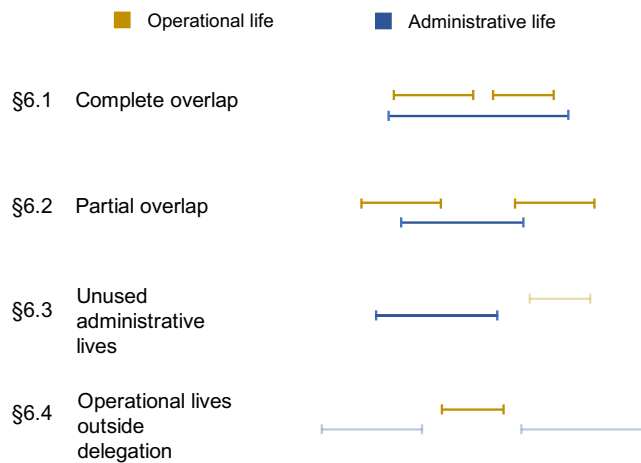 Operational life
Administrative life
§6.1 Complete overlap
§6.2 Partial overlap
§6.3 Unused
administrative
lives
§6.4 Operational lives
outside
delegation